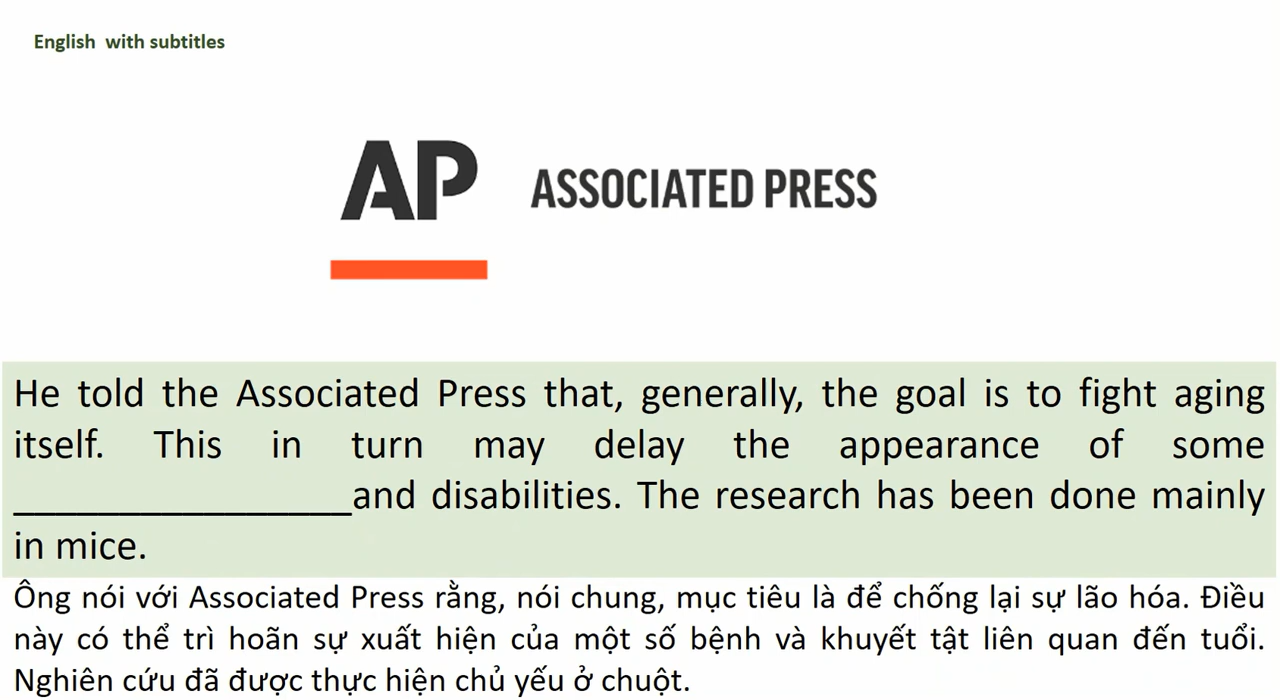 English with subtitles
AP ASSOCIATED PRESS
He told the Associated Press that, generally, the goal is to fight aging
itself. This in turn may delay the appearance of some
________________and disabilities. The research has been done mainly
in mice.
Ông nói với Associated Press rằng, nói chung, mục tiêu là để chống lại sự lão hóa. Điều
này có thể trì hoãn sự xuất hiện của một số bệnh và khuyết tật liên quan đến tuổi.
Nghiên cứu đã được thực hiện chủ yếu ở chuột.